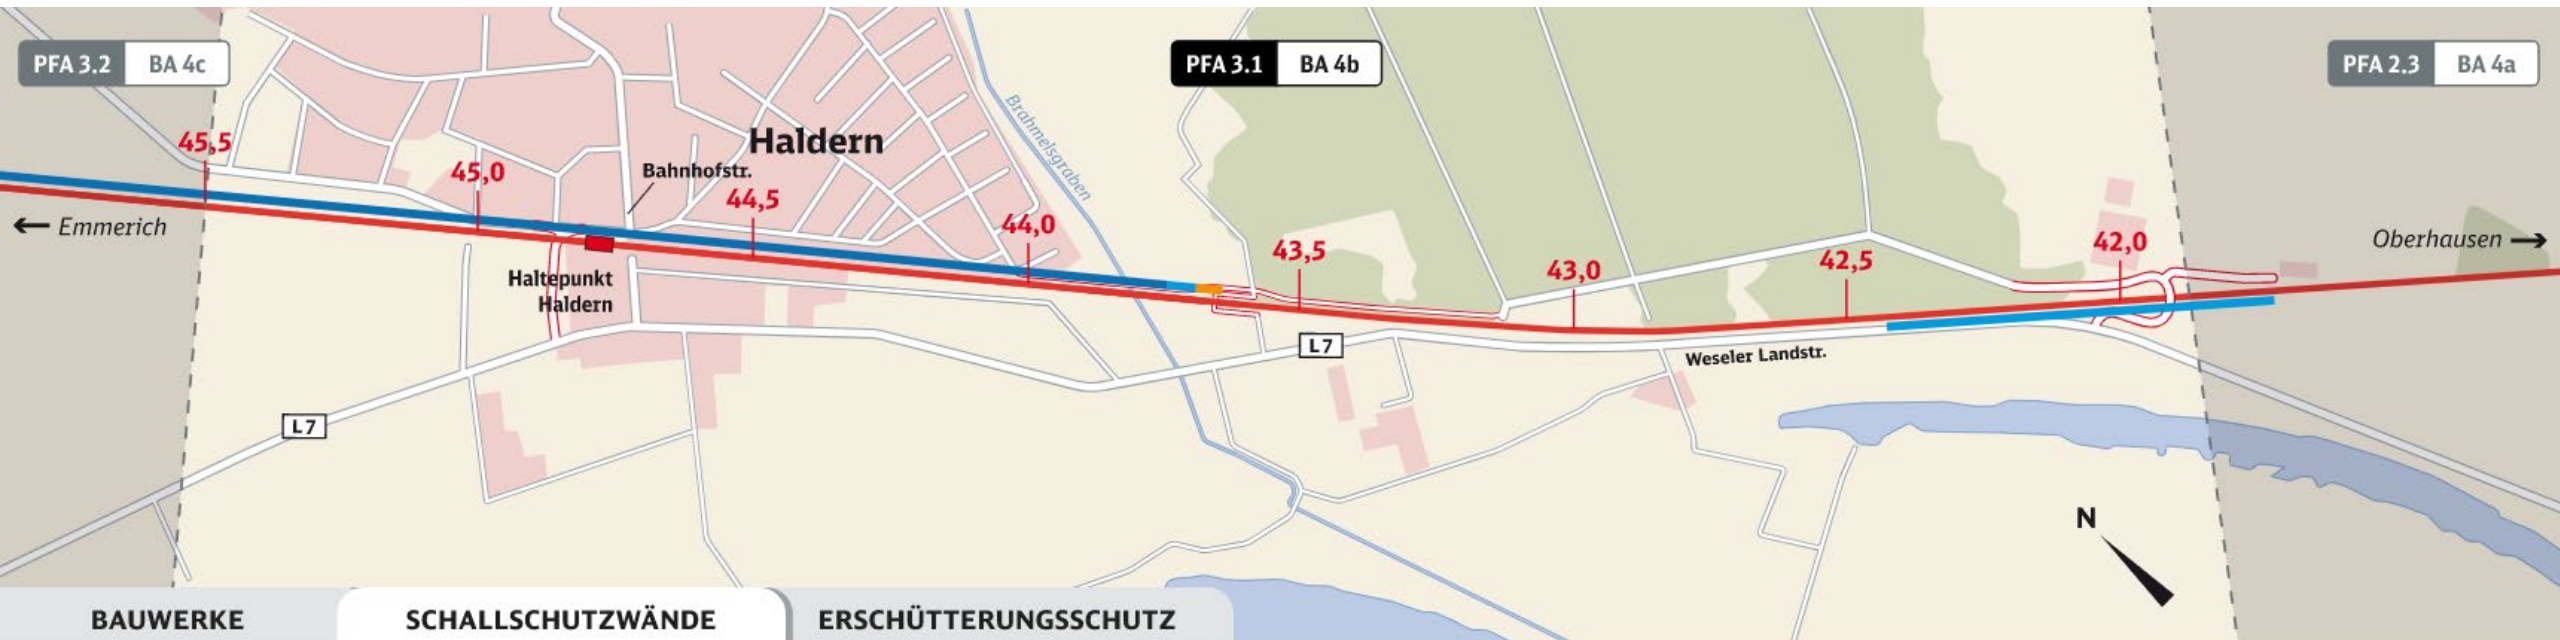 PFA 3.2 BA 4c
PFA 3.1 BA 4b
PFA 2.3 BA 4a
Brahmelsgraben
Haldern
Bahnhofstr.
45,5
45,0
44,5
44,0
43,5
43,0
42,5
42,0
← Emmerich
Oberhausen →
Haltepunkt
Haldern
L7
Weseler Landstr.
L7
N
BAUWERKE
SCHALLSCHUTZWÄNDE
ERSCHÜTTERUNGSSCHUTZ